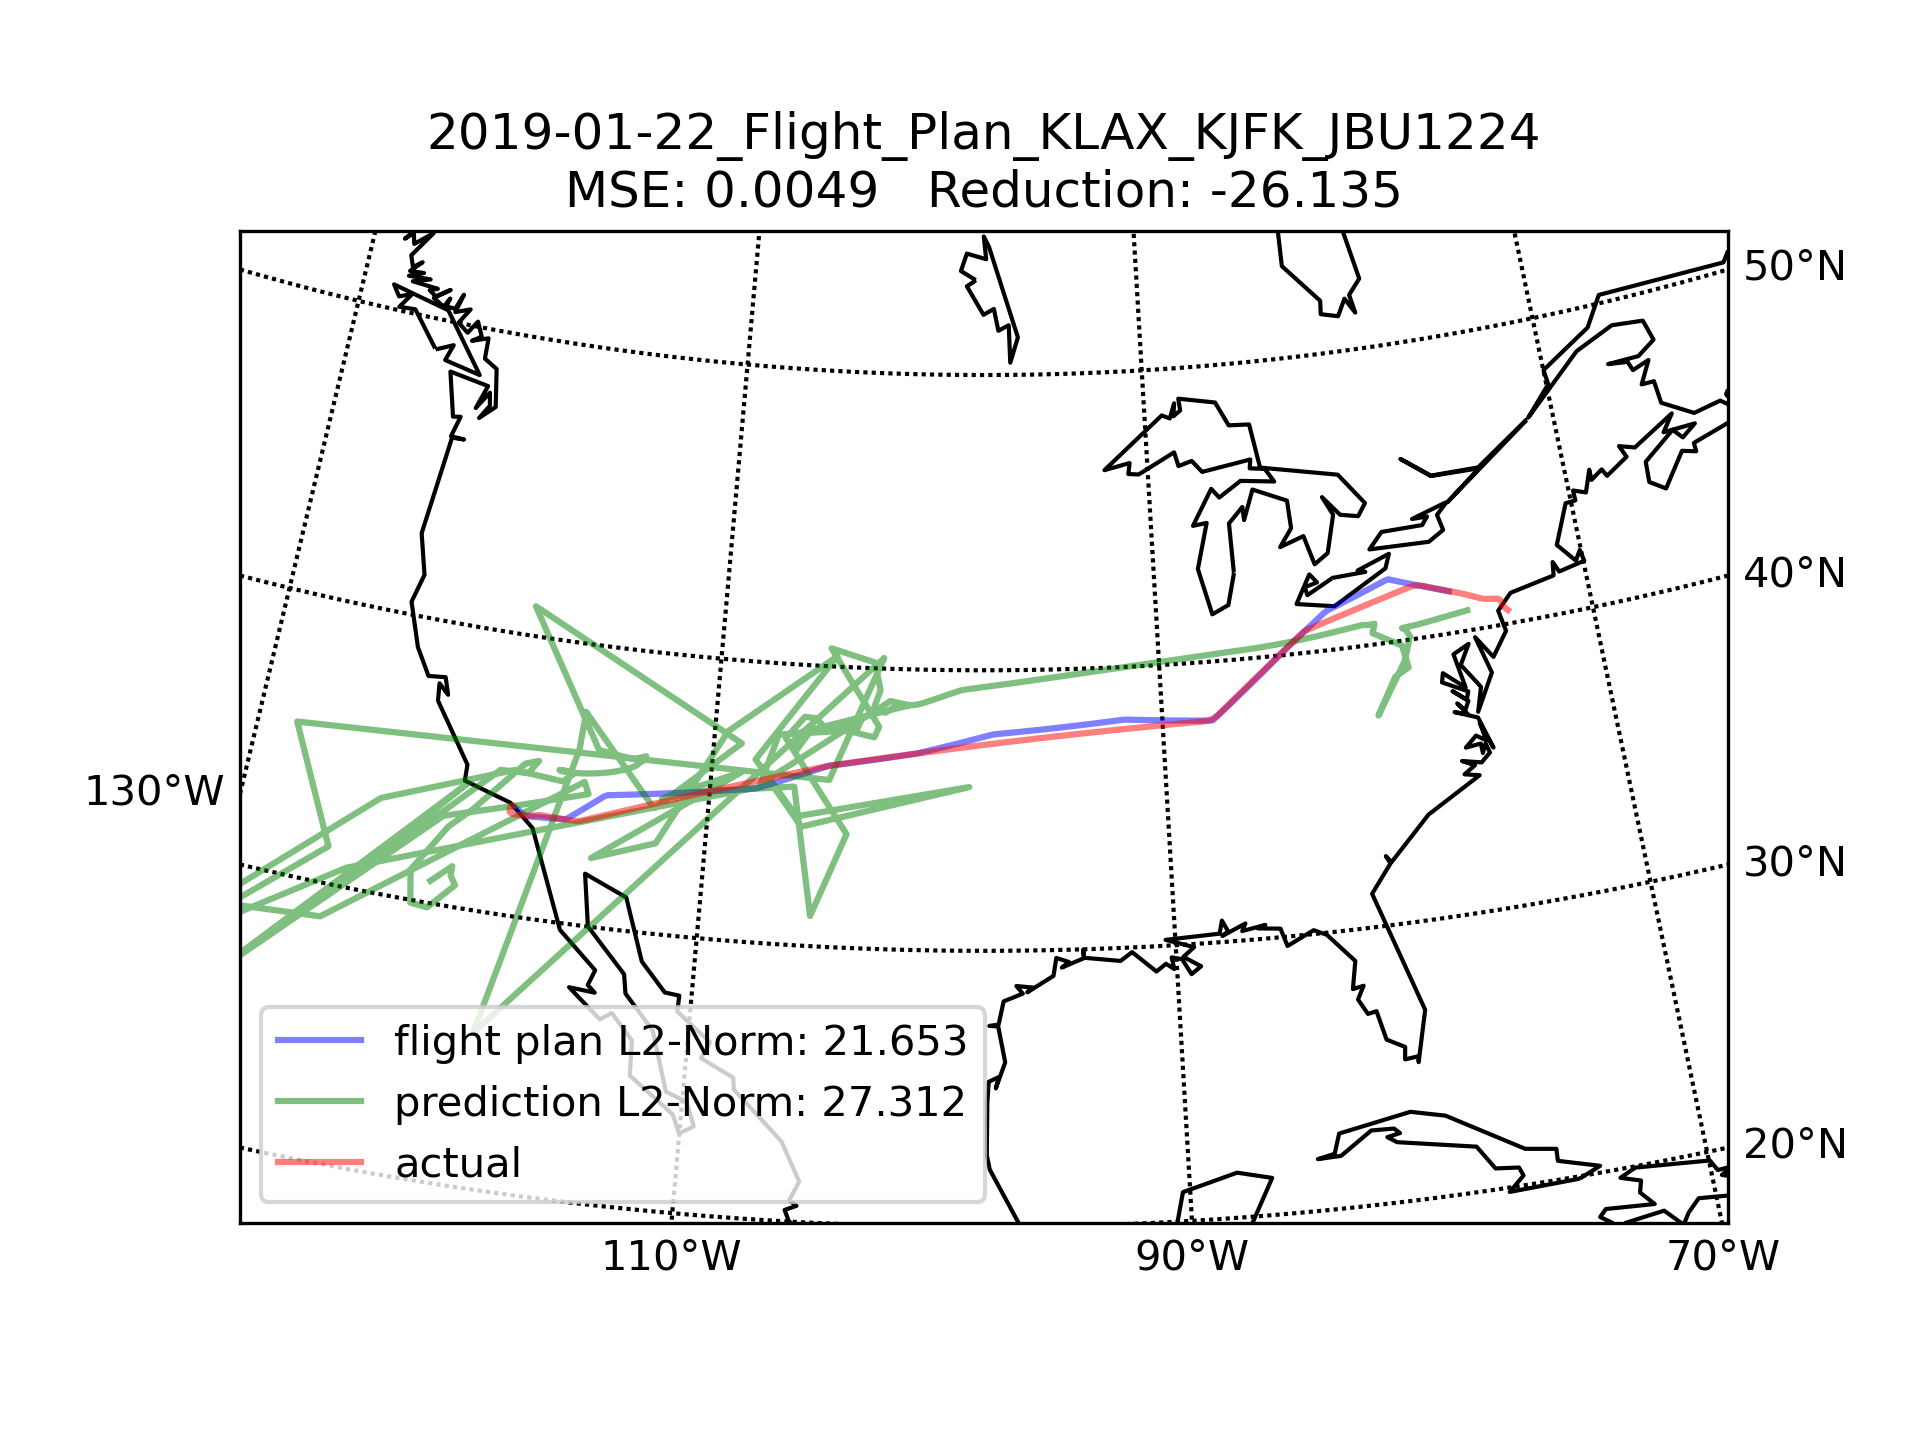 2019-01-22_Flight_Plan_KLAX_KJFK_JBU1224
MSE: 0.0049   Reduction: -26.135
50°N
40°N
130°W
30°N
flight plan L2-Norm: 21.653
prediction L2-Norm: 27.312
actual
20°N
110°W
90°W
70°W